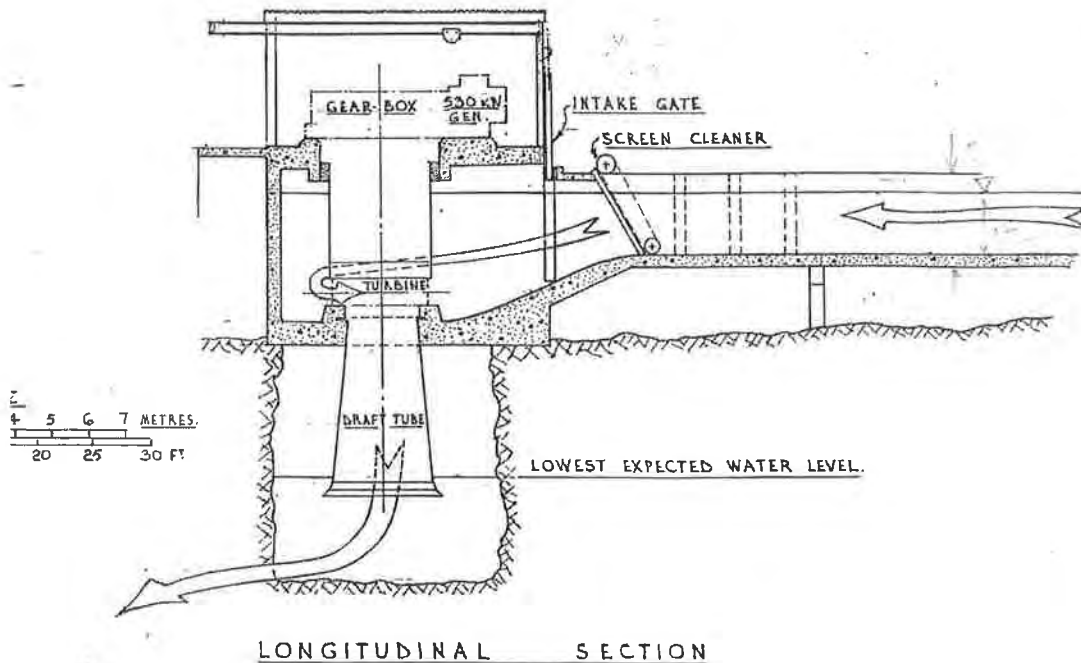 GEAR-BOX
530 KW
GEN.
INTAKE GATE
SCREEN CLEANER
TURBINE
DRAFT TUBE
4 5 6 7 METRES.
20 25 30 FT
LOWEST EXPECTED WATER LEVEL.
LONGITUDINAL SECTION